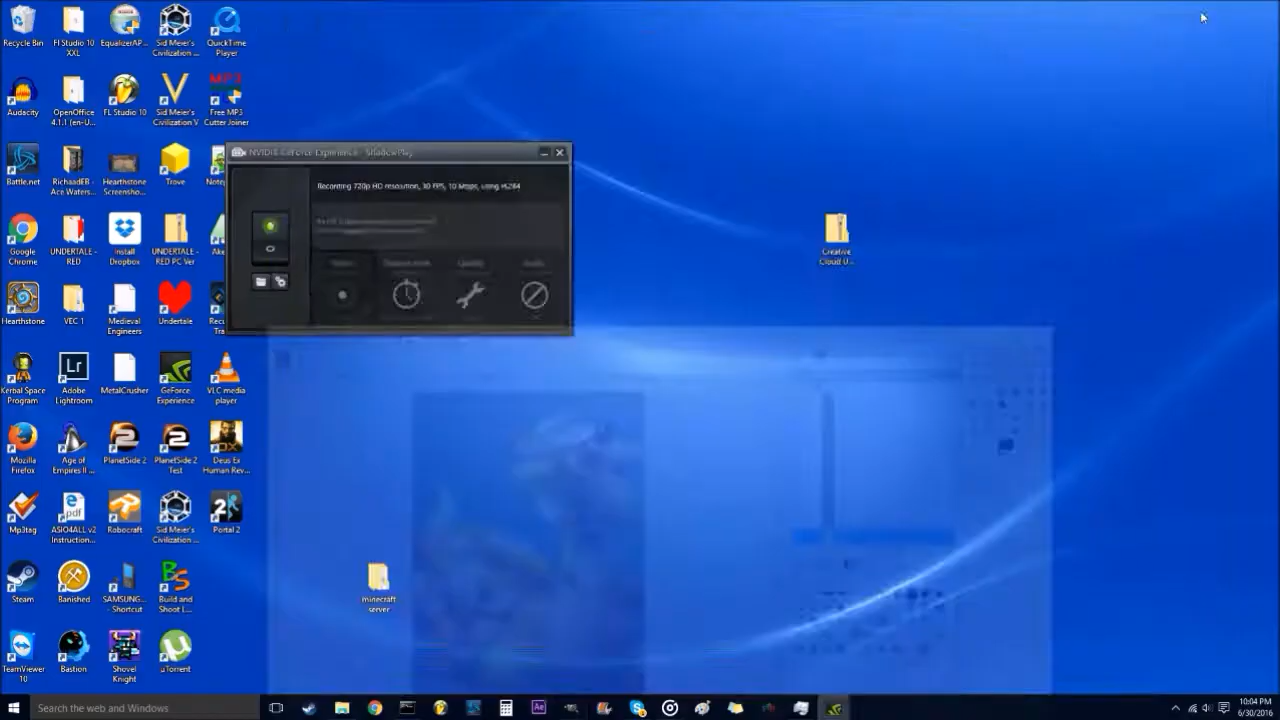 Recycle Bin
Fl Studio 10
XXL
EqualizerAP...
Sid Meier's
Civilization ...
QuickTime
Player
Audacity
OpenOffice
4.1.1 (en-U...
FL Studio 10
Sid Meier's
Civilization V
MP3
Free MP3
Cutter Joiner
NVIDIA GeForce Experience - ShadowPlay
Recording 720p HD resolution, 30 FPS, 10 Mbps, using H.264
Battle.net
RichaadEB -
Ace Waters...
Hearthstone
Screensho...
Trove
Google
Chrome
UNDERTALE -
RED
Install
Dropbox
UNDERTALE -
RED PC Ver
Creative
Cloud U...
Hearthstone
VEC 1
Medieval
Engineers
Undertale
Kerbal Space
Program
Lr
Adobe
Lightroom
MetalCrusher
GeForce
Experience
VLC media
player
Mozilla
Firefox
Age of
Empires II ...
PlanetSide 2
PlanetSide 2
Test
Deus Ex
Human Rev...
Mp3tag
pdf
ASIO4ALL v2
Instruction...
Robocraft
Sid Meier's
Civilization ...
2
Portal 2
Steam
Banished
SAMSUNG...
- Shortcut
BS
Build and
Shoot L...
minecraft
server
TeamViewer
10
Bastion
Shovel
Knight
uTorrent
Search the web and Windows
Ae
10:04 PM
6/30/2016